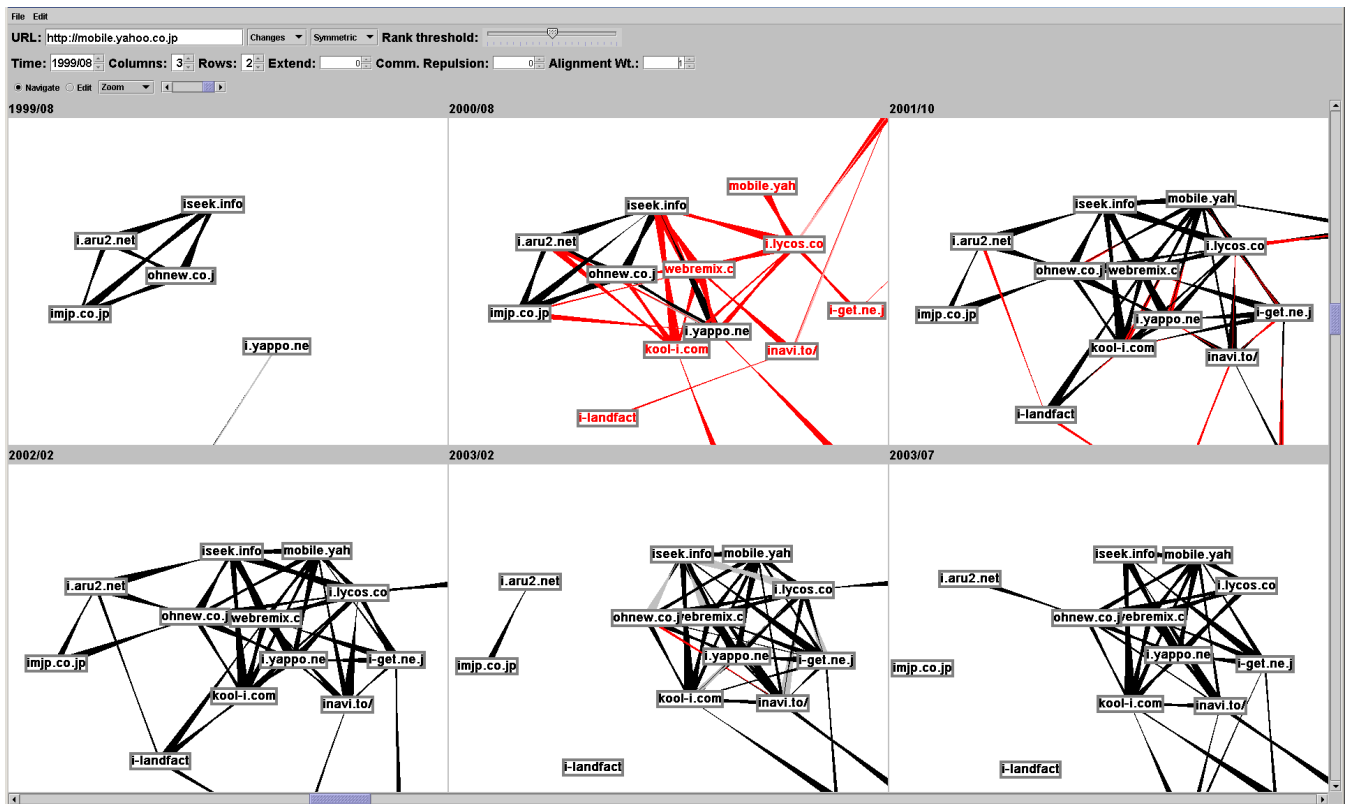 File Edit
URL: http://mobile.yahoo.co.jp Changes Symmetric Rank threshold:
Time: 1999/08 Columns: 3 Rows: 2 Extend: 0 Comm. Repulsion: 0 Alignment Wt.: 1
Navigate Edit Zoom
1999/08
iseek.info
i.aru2.net
ohnew.co.j
imjp.co.jp
i.yappo.ne
2000/08
mobile.yah
iseek.info
i.aru2.net
i.lycos.co
webremix.c
ohnew.co.j
i-get.ne.j
imjp.co.jp
i.yappo.ne
kool-i.com
inavi.to/
i-landfact
2001/10
mobile.yah
iseek.info
i.aru2.net
i.lycos.co
ohnew.co.j
webremix.c
imjp.co.jp
i-get.ne.j
i.yappo.ne
kool-i.com
inavi.to/
i-landfact
2002/02
iseek.info
mobile.yah
i.aru2.net
i.lycos.co
ohnew.co.j
webremix.c
imjp.co.jp
i.yappo.ne
i-get.ne.j
kool-i.com
inavi.to/
i-landfact
2003/02
iseek.info
mobile.yah
i.aru2.net
i.lycos.co
ohnew.co.j
ebremix.c
imjp.co.jp
i.yappo.ne
i-get.ne.j
kool-i.com
inavi.to/
i-landfact
2003/07
iseek.info
mobile.yah
i.aru2.net
i.lycos.co
ohnew.co.j
ebremix.c
imjp.co.jp
i.yappo.ne
i-get.ne.j
kool-i.com
inavi.to/
i-landfact